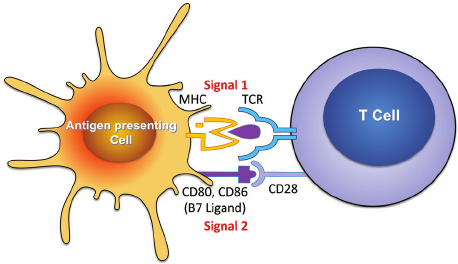 Signal 1
MHC
TCR
Antigen presenting
Cell
T Cell
CD80, CD86
(B7 Ligand)
CD28
Signal 2